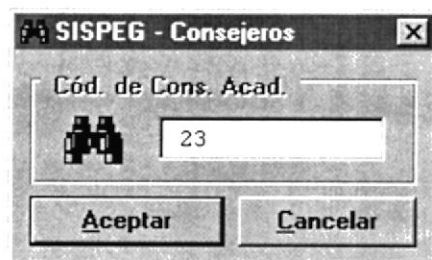 SISPEG - Consejeros
Cód. de Cons. Acad.
23
Aceptar
Cancelar